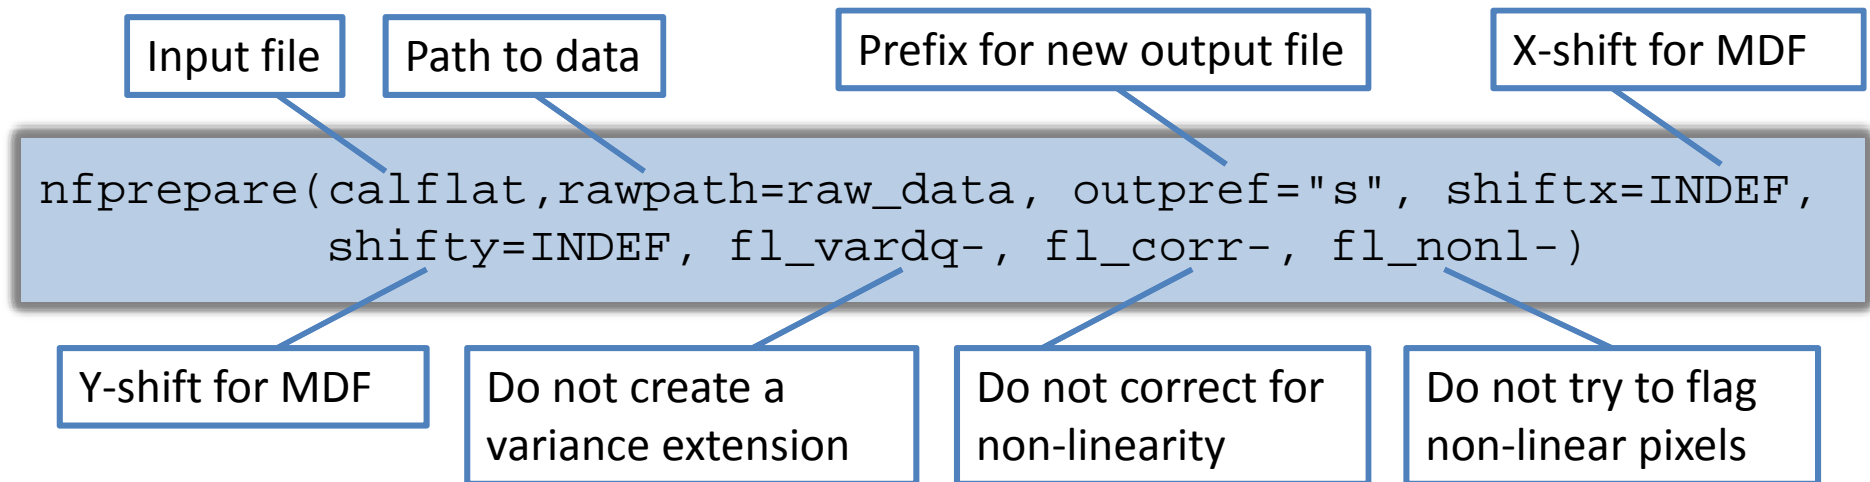 Input file
Path to data
Prefix for new output file
X-shift for MDF
nfprepare(calflat,rawpath=raw_data, outpref="s", shiftx=INDEF,
shifty=INDEF, fl_vardq-, fl_corr-, fl_nonl-)
Y-shift for MDF
Do not create a
variance extension
Do not correct for
non-linearity
Do not try to flag
non-linear pixels